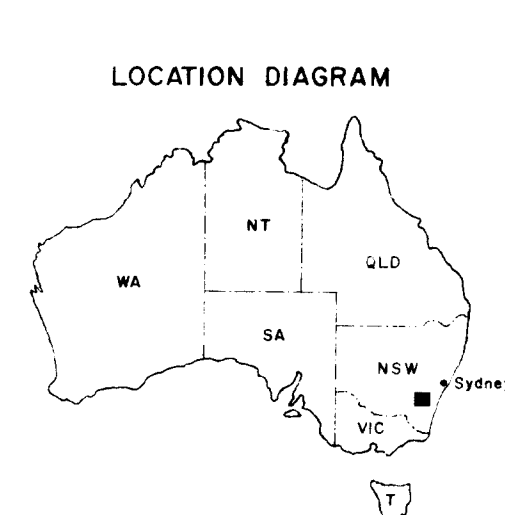 LOCATION DIAGRAM
NT
QLD
WA
SA
NSW
Sydne
VIC
T